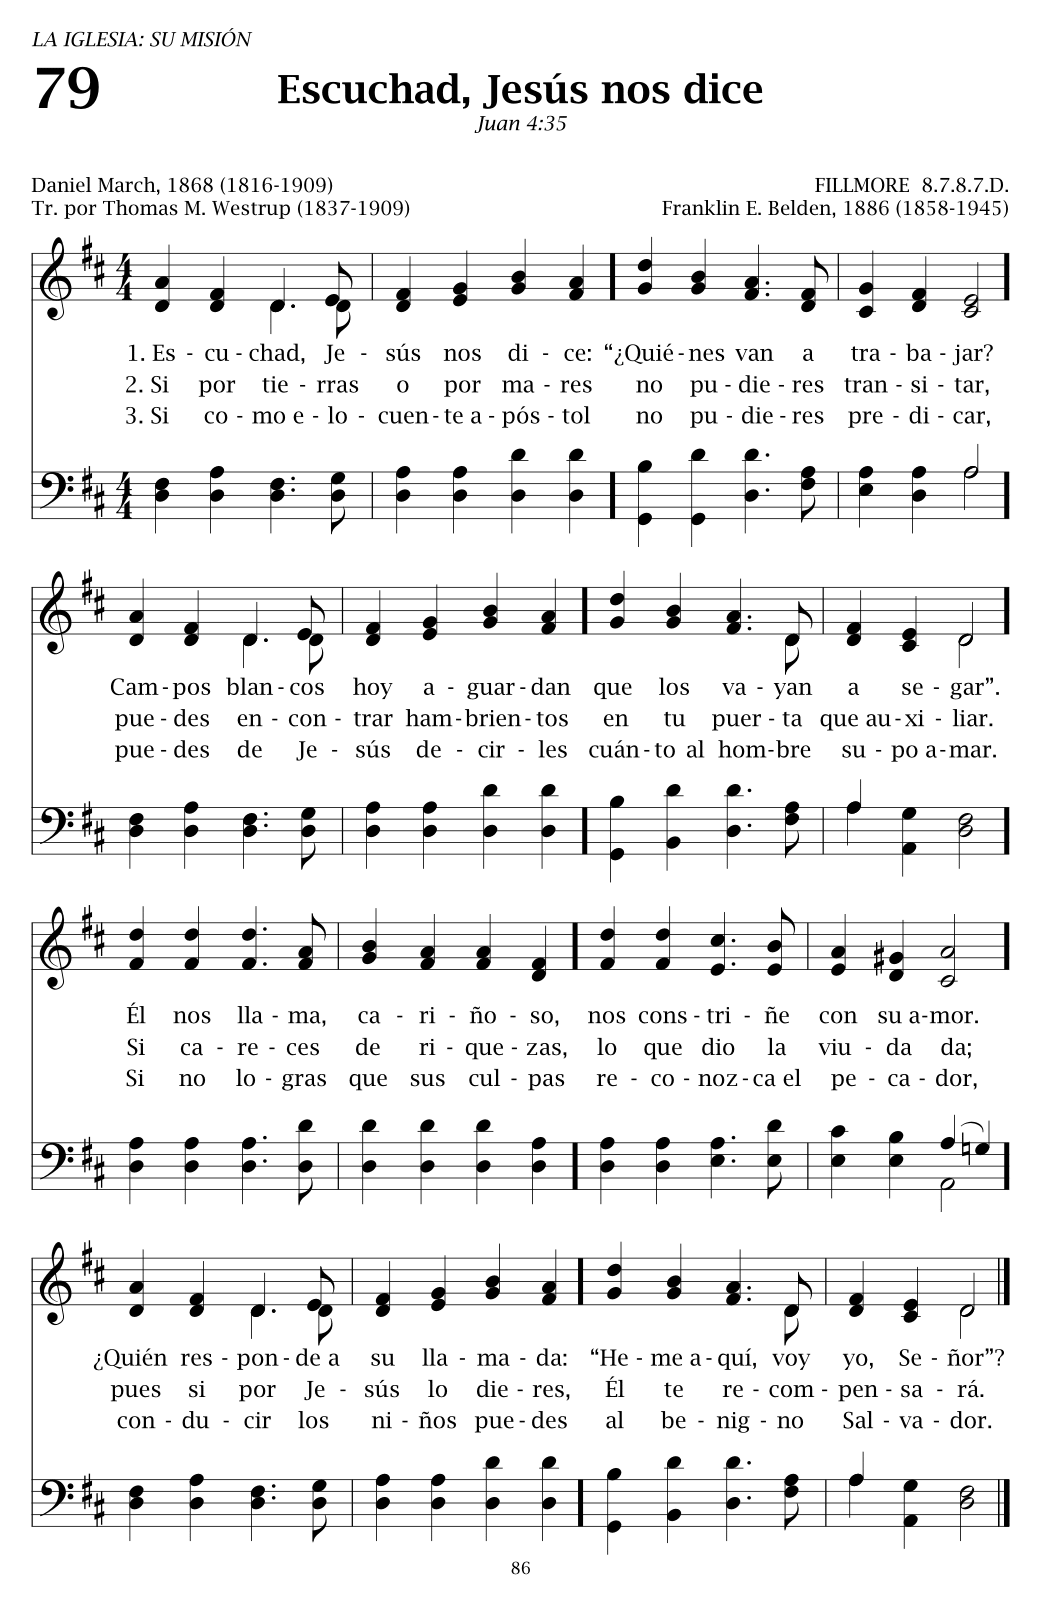 LA IGLESIA: SU MISIÓN
79
Escuchad, Jesús nos dice
Juan 4:35
Daniel March, 1868 (1816-1909)
FILLMORE 8.7.8.7.D.
Tr. por Thomas M. Westrup (1837-1909)
Franklin E. Belden, 1886 (1858-1945)
1. Es - cu - chad, Je - sús nos di - ce: “¿Quié - nes van a tra - ba - jar?
2. Si por tie - rras o por ma - res no pu - die - res tran - si - tar,
3. Si co - mo e - lo - cuen - te a - pós - tol no pu - die - res pre - di - car,
Cam - pos blan - cos hoy a - guar - dan que los va - yan a se - gar”.
pue - des en - con - trar ham - brien - tos en tu puer - ta que au - xi - liar.
pue - des de Je - sús de - cir - les cuán - to al hom - bre su - po a - mar.
Él nos lla - ma, ca - ri - ño - so, nos cons - tri - ñe con su a - mor.
Si ca - re - ces de ri - que - zas, lo que dio la viu - da da;
Si no lo - gras que sus cul - pas re - co - noz - ca el pe - ca - dor,
¿Quién res - pon - de a su lla - ma - da: “He - me a - quí, voy yo, Se - ñor”?
pues si por Je - sús lo die - res, Él te re - com - pen - sa - rá.
con - du - cir los ni - ños pue - des al be - nig - no Sal - va - dor.
86